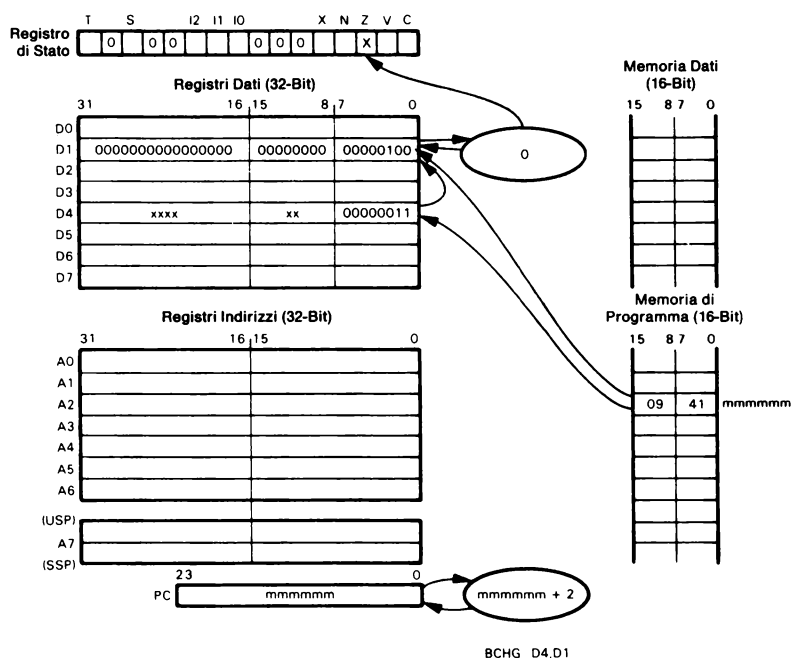 T S I2 I1 I0 X N Z V C
Registro di Stato
0 0 0 0 0 0 X
Registri Dati (32-Bit)
31 16 15 8 7 0
D0
D1 0000000000000000 00000000 00000100
D2
D3
D4 xxxx xx 00000011
D5
D6
D7
0
Memoria Dati
(16-Bit)
15 8 7 0
Registri Indirizzi (32-Bit)
31 16 15 0
A0
A1
A2
A3
A4
A5
A6
(USP)
A7
(SSP)
Memoria di
Programma (16-Bit)
15 8 7 0
09 41 mmmmmm
23 0
PC mmmmmm
mmmmmm + 2
BCHG D4,D1